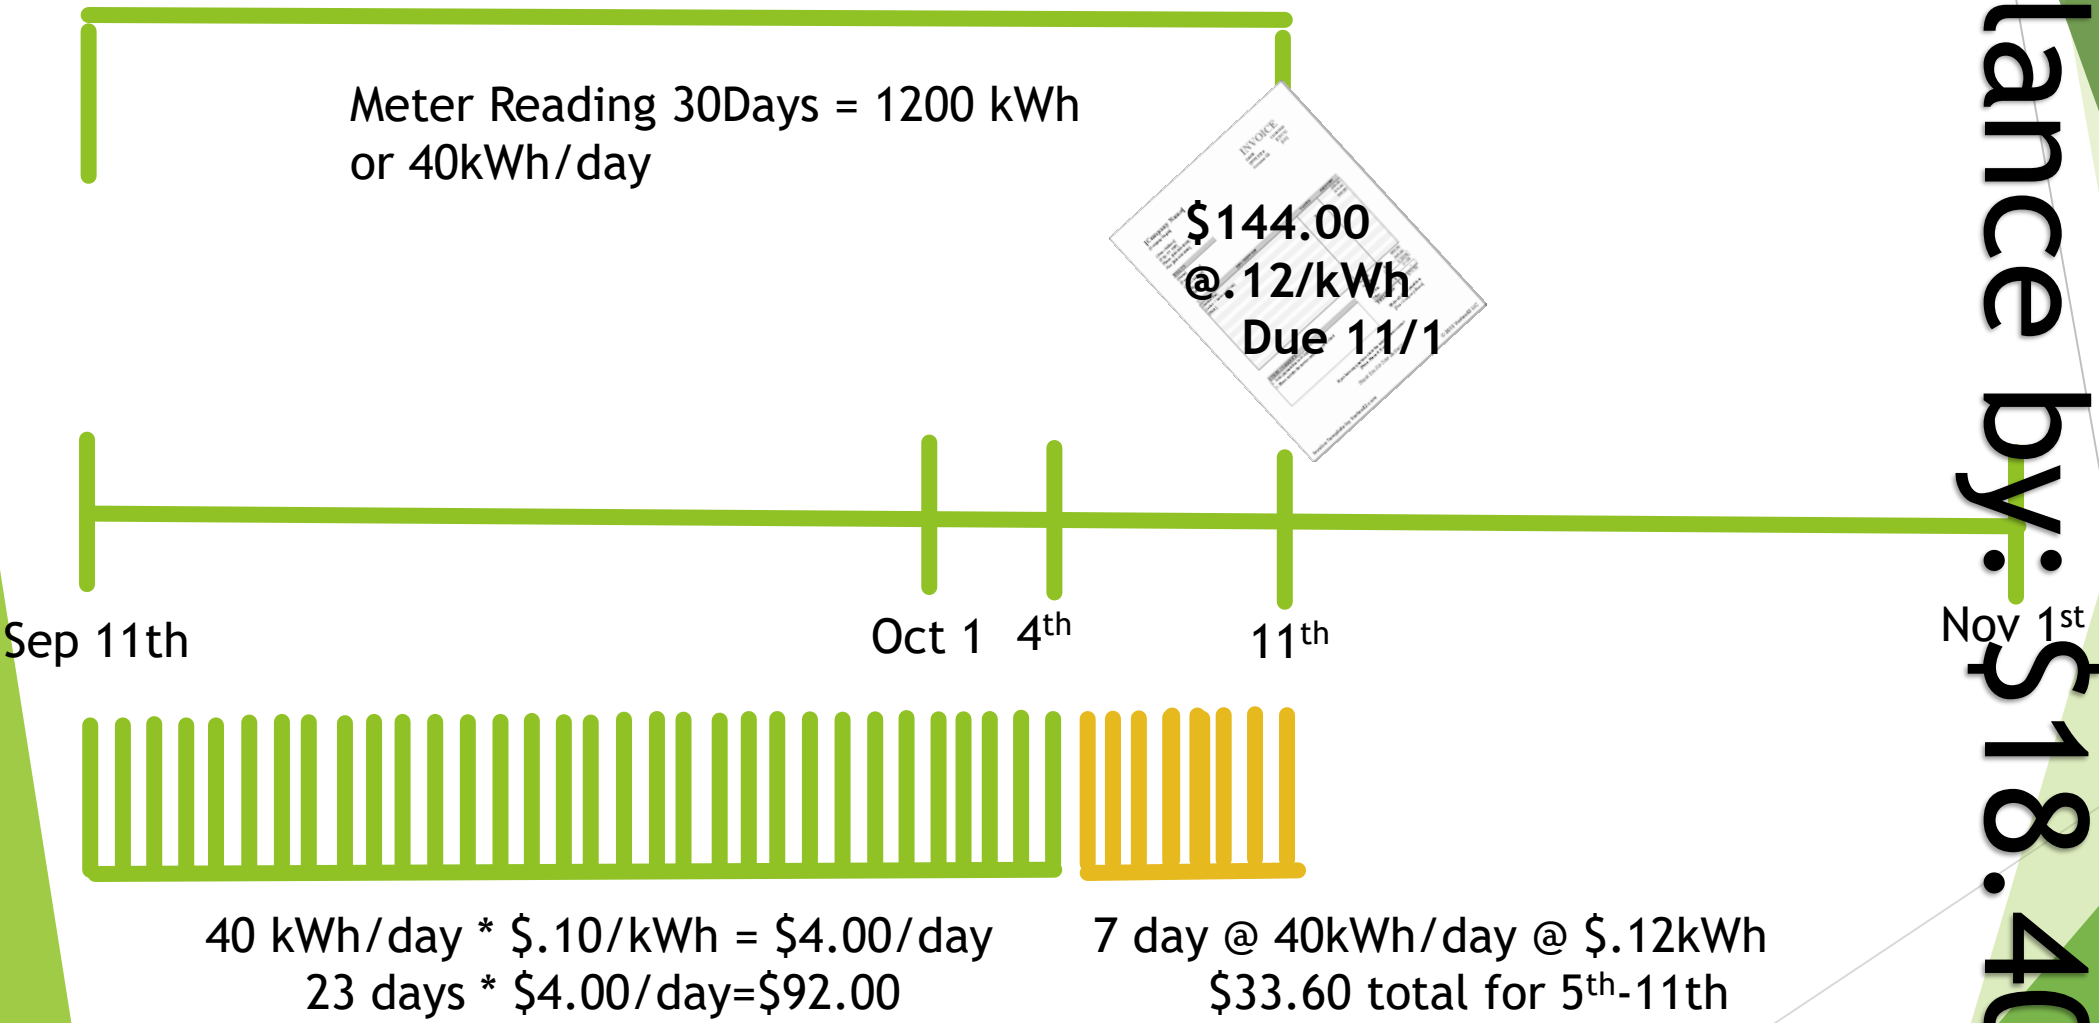 Meter Reading 30Days = 1200 kWh
or 40kWh/day
INVOICE
$144.00
@.12/kWh
Due 11/1
Sep 11th
Oct 1
4th
11th
Nov 1st
40 kWh/day * $.10/kWh = $4.00/day
23 days * $4.00/day=$92.00
7 day @ 40kWh/day @ $.12kWh
$33.60 total for 5th-11th
lance by: $18.40